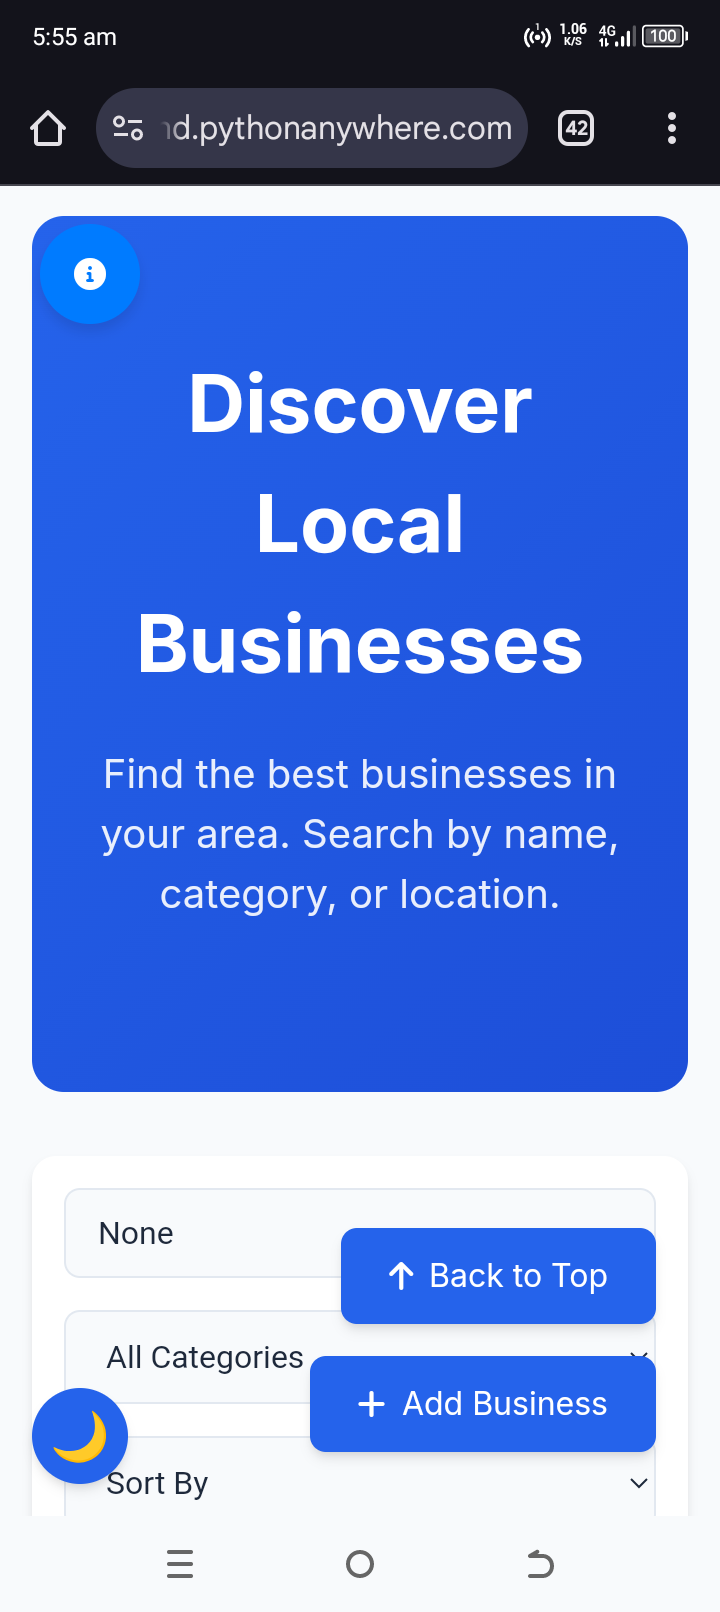 5:55 am
1.06
K/S
4G
100
nd.pythonanywhere.com
42
Discover
Local
Businesses
Find the best businesses in
your area. Search by name,
category, or location.
None
Back to Top
All Categories
Add Business
Sort By